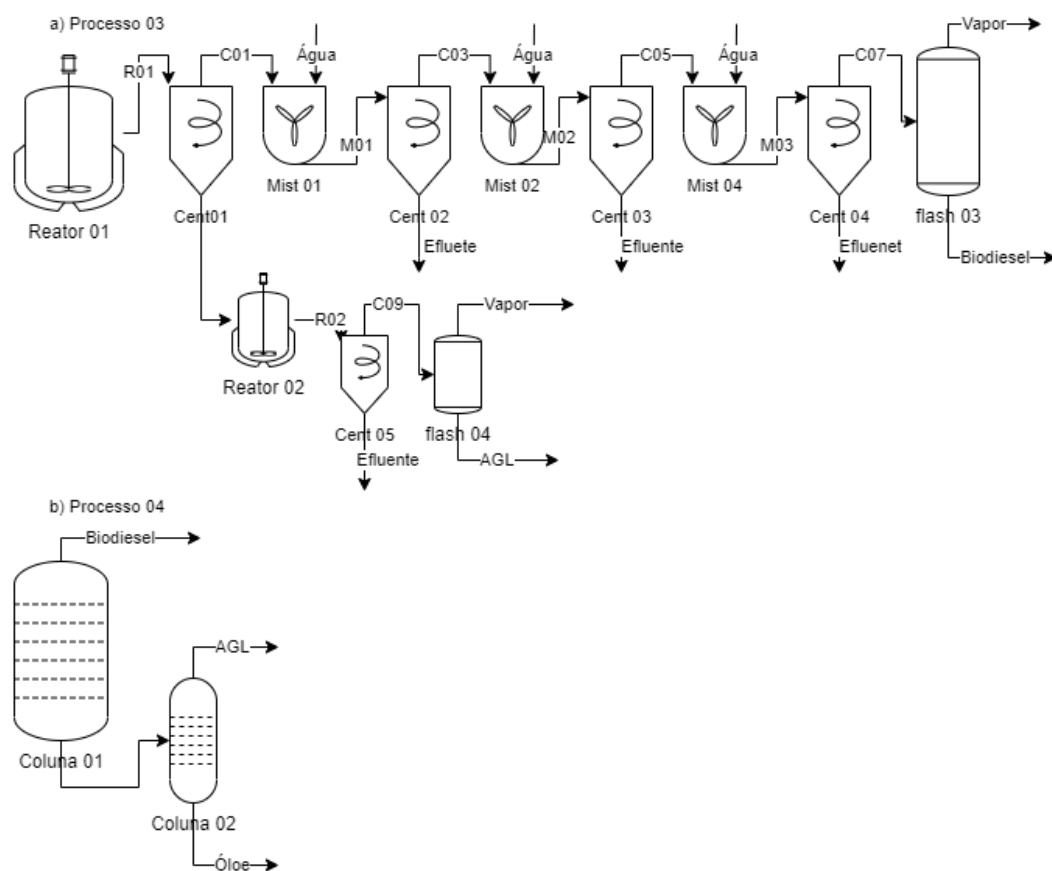 a) Processo 03
R01
C01
Água
C03
Água
C05
Água
C07
Vapor
M01
M02
M03
Reator 01
Cent01
Mist 01
Cent 02
Mist 02
Cent 03
Mist 04
Cent 04
flash 03
Efluete
Efluente
Efluenet
Biodiesel
R02
C09
Vapor
Reator 02
Cent 05
flash 04
Efluente
AGL
b) Processo 04
Biodiesel
AGL
Coluna 01
Coluna 02
Óloe